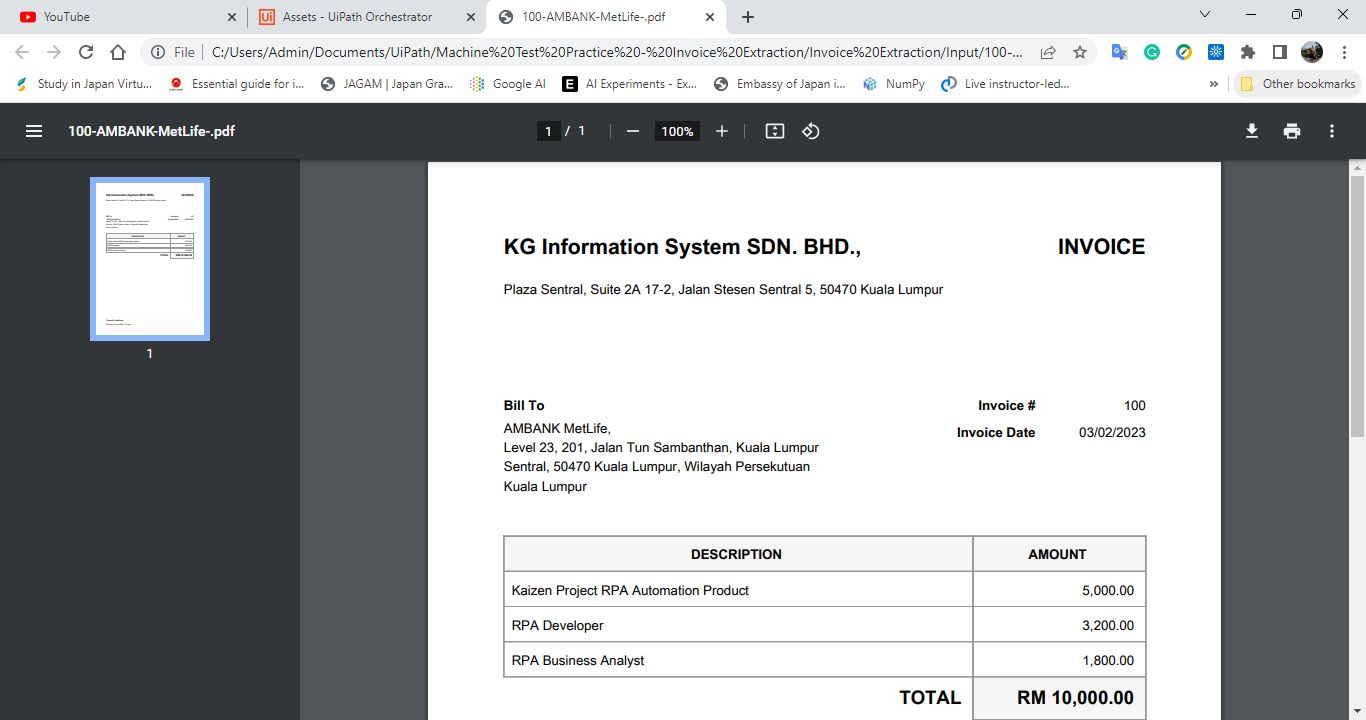 YouTube
Assets - UiPath Orchestrator
100-AMBANK-MetLife-.pdf
File
C:/Users/Admin/Documents/UiPath/Machine%20Test%20Practice%20-%20Invoice%20Extraction/Invoice%20Extraction/Input/100-...
Study in Japan Virtu...
Essential guide for i...
JAGAM | Japan Gra...
Google AI
AI Experiments - Ex...
Embassy of Japan i...
NumPy
Live instructor-led...
Other bookmarks
100-AMBANK-MetLife-.pdf
1 / 1
100%
1
KG Information System SDN. BHD., INVOICE
Plaza Sentral, Suite 2A 17-2, Jalan Stesen Sentral 5, 50470 Kuala Lumpur
Bill To
AMBANK MetLife,
Level 23, 201, Jalan Tun Sambanthan, Kuala Lumpur
Sentral, 50470 Kuala Lumpur, Wilayah Persekutuan
Kuala Lumpur
Invoice # 100
Invoice Date 03/02/2023
DESCRIPTION AMOUNT
Kaizen Project RPA Automation Product 5,000.00
RPA Developer 3,200.00
RPA Business Analyst 1,800.00
TOTAL RM 10,000.00